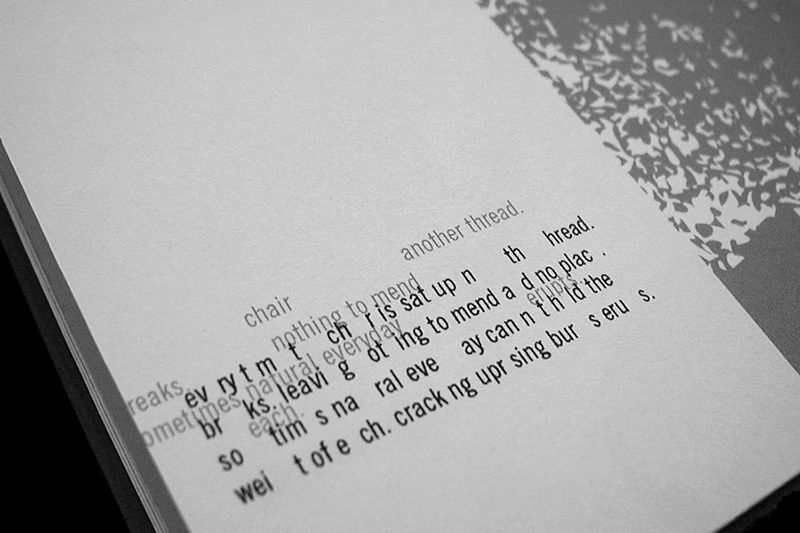 another thread.
chair
nothing to mend
erupts.
reaks.
ometimes natural everyday
each.
ev ry t m t ch r is sat up n th hread.
br ks. leavi g ot ing to mend a d no plac .
so tim s na ral eve ay can n t h ld the
wei t of e ch. crack ng upr sing bur s eru s.